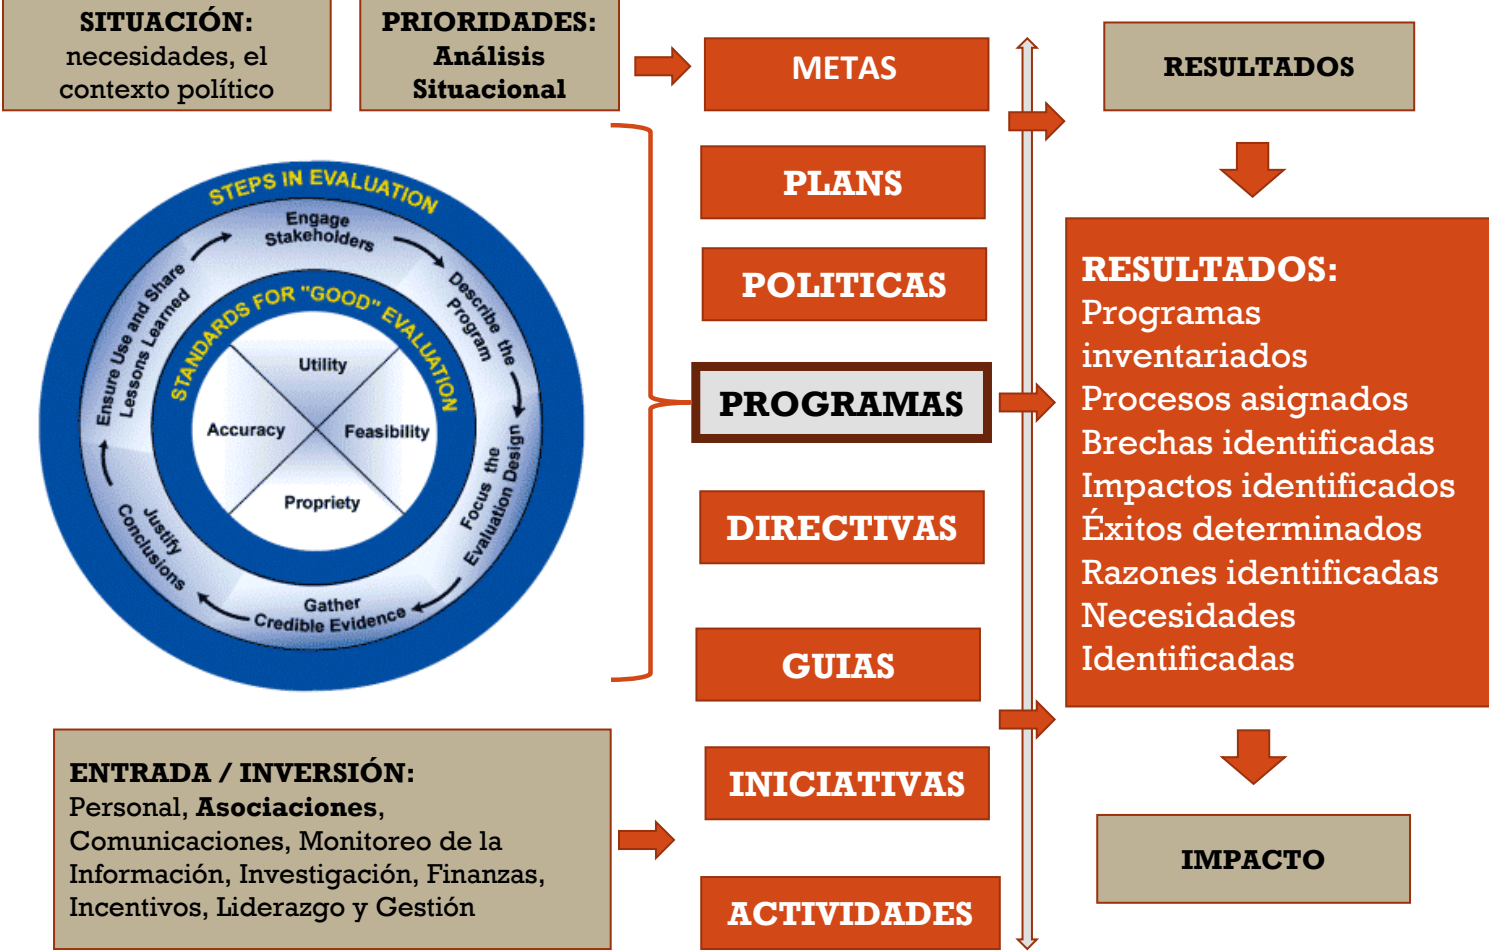 SITUACIÓN:
necesidades, el
contexto político
PRIORIDADES:
Análisis
Situacional
METAS
RESULTADOS
STEPS IN EVALUATION
Engage
Stakeholders
Describe the
Program
Focus the
Evaluation Design
Gather
Credible Evidence
Justify
Conclusions
Ensure Use and Share
Lessons Learned
STANDARDS FOR "GOOD" EVALUATION
Utility
Accuracy
Feasibility
Propriety
PLANS
POLITICAS
PROGRAMAS
DIRECTIVAS
GUIAS
INICIATIVAS
ACTIVIDADES
RESULTADOS:
Programas
inventariados
Procesos asignados
Brechas identificadas
Impactos identificados
Éxitos determinados
Razones identificadas
Necesidades
Identificadas
ENTRADA / INVERSIÓN:
Personal, Asociaciones,
Comunicaciones, Monitoreo de la
Información, Investigación, Finanzas,
Incentivos, Liderazgo y Gestión
IMPACTO